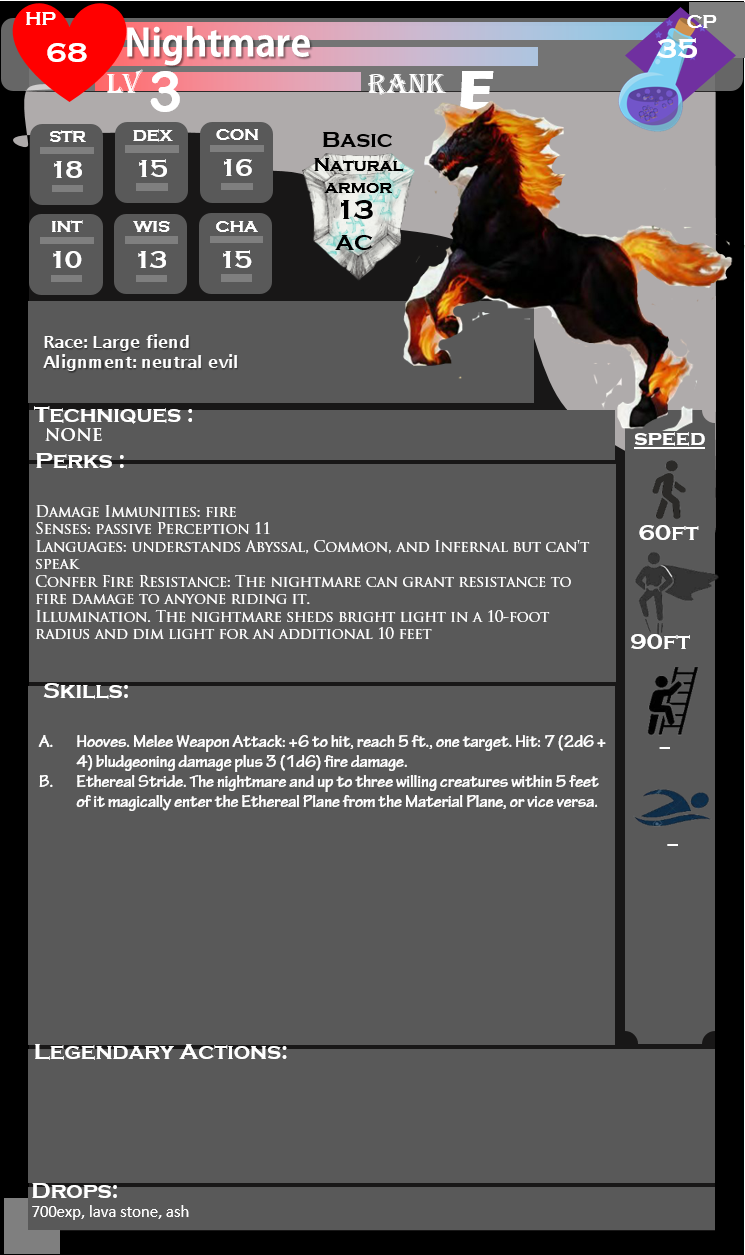 HP
68
Nightmare
CP
35
LV 3
RANK E
STR
18
DEX
15
CON
16
INT
10
WIS
13
CHA
15
Basic
Natural
armor
13
AC
Race: Large fiend
Alignment: neutral evil
Techniques :
NONE
Perks :
Damage Immunities: fire
Senses: passive Perception 11
Languages: understands Abyssal, Common, and Infernal but can't
speak
Confer Fire Resistance: The nightmare can grant resistance to
fire damage to anyone riding it.
Illumination. The nightmare sheds bright light in a 10-foot
radius and dim light for an additional 10 feet
SPEED
60FT
90FT
–
–
Skills:
A. Hooves. Melee Weapon Attack: +6 to hit, reach 5 ft., one target. Hit: 7 (2d6 +
4) bludgeoning damage plus 3 (1d6) fire damage.
B. Ethereal Stride. The nightmare and up to three willing creatures within 5 feet
of it magically enter the Ethereal Plane from the Material Plane, or vice versa.
Legendary Actions:
Drops:
700exp, lava stone, ash